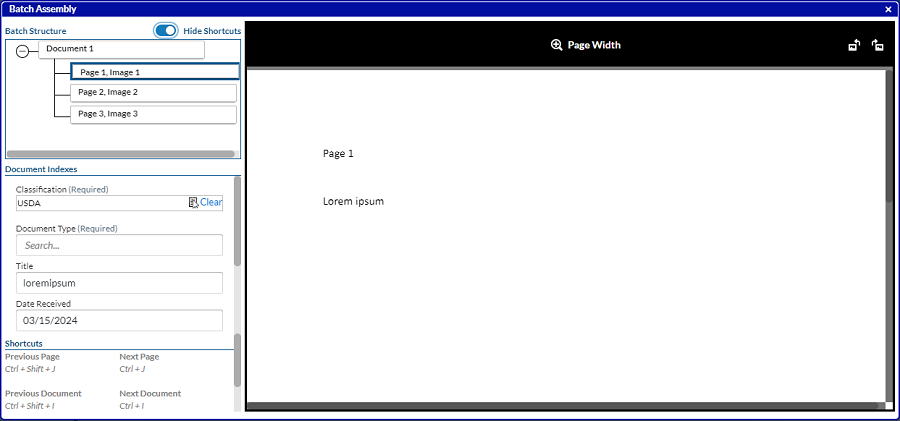 Batch Assembly
Batch Structure
Hide Shortcuts
Document 1
Page 1, Image 1
Page 2, Image 2
Page 3, Image 3
Document Indexes
Classification (Required)
USDA Clear
Document Type (Required)
Search...
Title
loremipsum
Date Received
03/15/2024
Shortcuts
Previous Page Next Page
Ctrl + Shift + J Ctrl + J
Previous Document Next Document
Ctrl + Shift + I Ctrl + I
Page Width
Page 1
Lorem ipsum